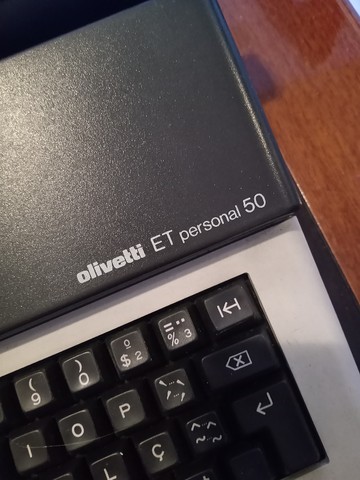 olivetti ET personal 50
( 9
) 0
º $ 2
% 3
I O P
L Ç